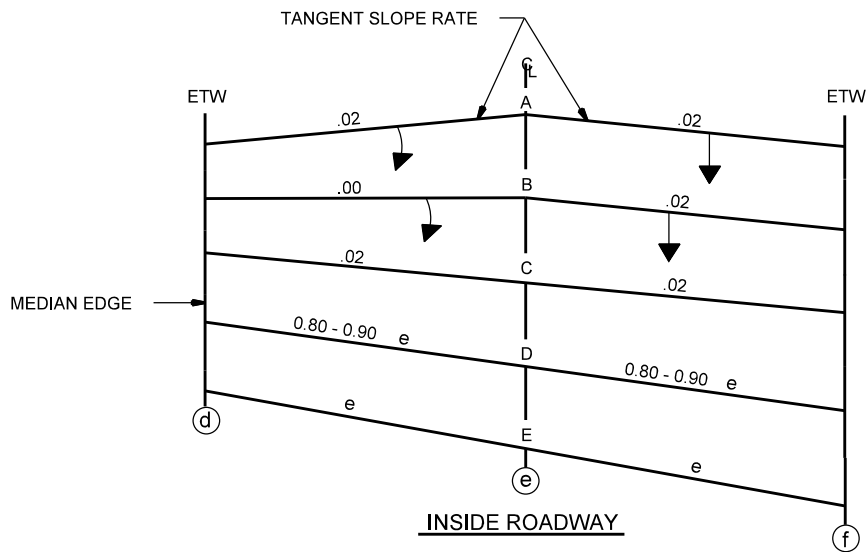 TANGENT SLOPE RATE
CL
ETW
A
ETW
.02
.02
B
.00
.02
C
.02
.02
MEDIAN EDGE
0.80 - 0.90 e
D
0.80 - 0.90 e
e
E
e
d
e
f
INSIDE ROADWAY